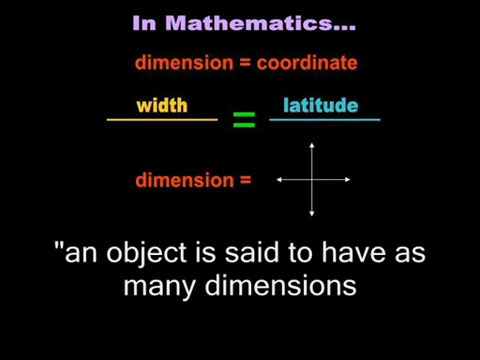 In Mathematics...
dimension = coordinate
width = latitude
dimension =
"an object is said to have as
many dimensions